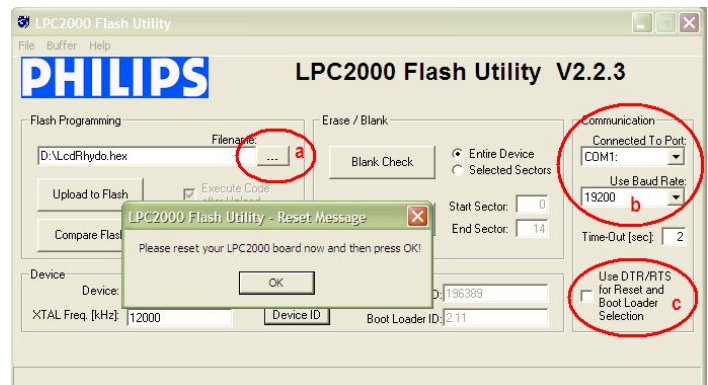 LPC2000 Flash Utility
File Buffer Help
PHILIPS
LPC2000 Flash Utility V2.2.3
Flash Programming
Filename:
D:\LcdRhydo.hex
...
a
Upload to Flash
Execute Code
Compare Flash
Erase / Blank
Blank Check
Entire Device
Selected Sectors
Start Sector: 0
End Sector: 14
Communication
Connected To Port:
COM1:
Use Baud Rate:
19200
b
Time-Out [sec]: 2
Use DTR/RTS
for Reset and
Boot Loader
Selection
c
LPC2000 Flash Utility - Reset Message
Please reset your LPC2000 board now and then press OK!
OK
Device
Device:
196389
XTAL Freq. [kHz]: 12000
Device ID
Boot Loader ID: 2.11